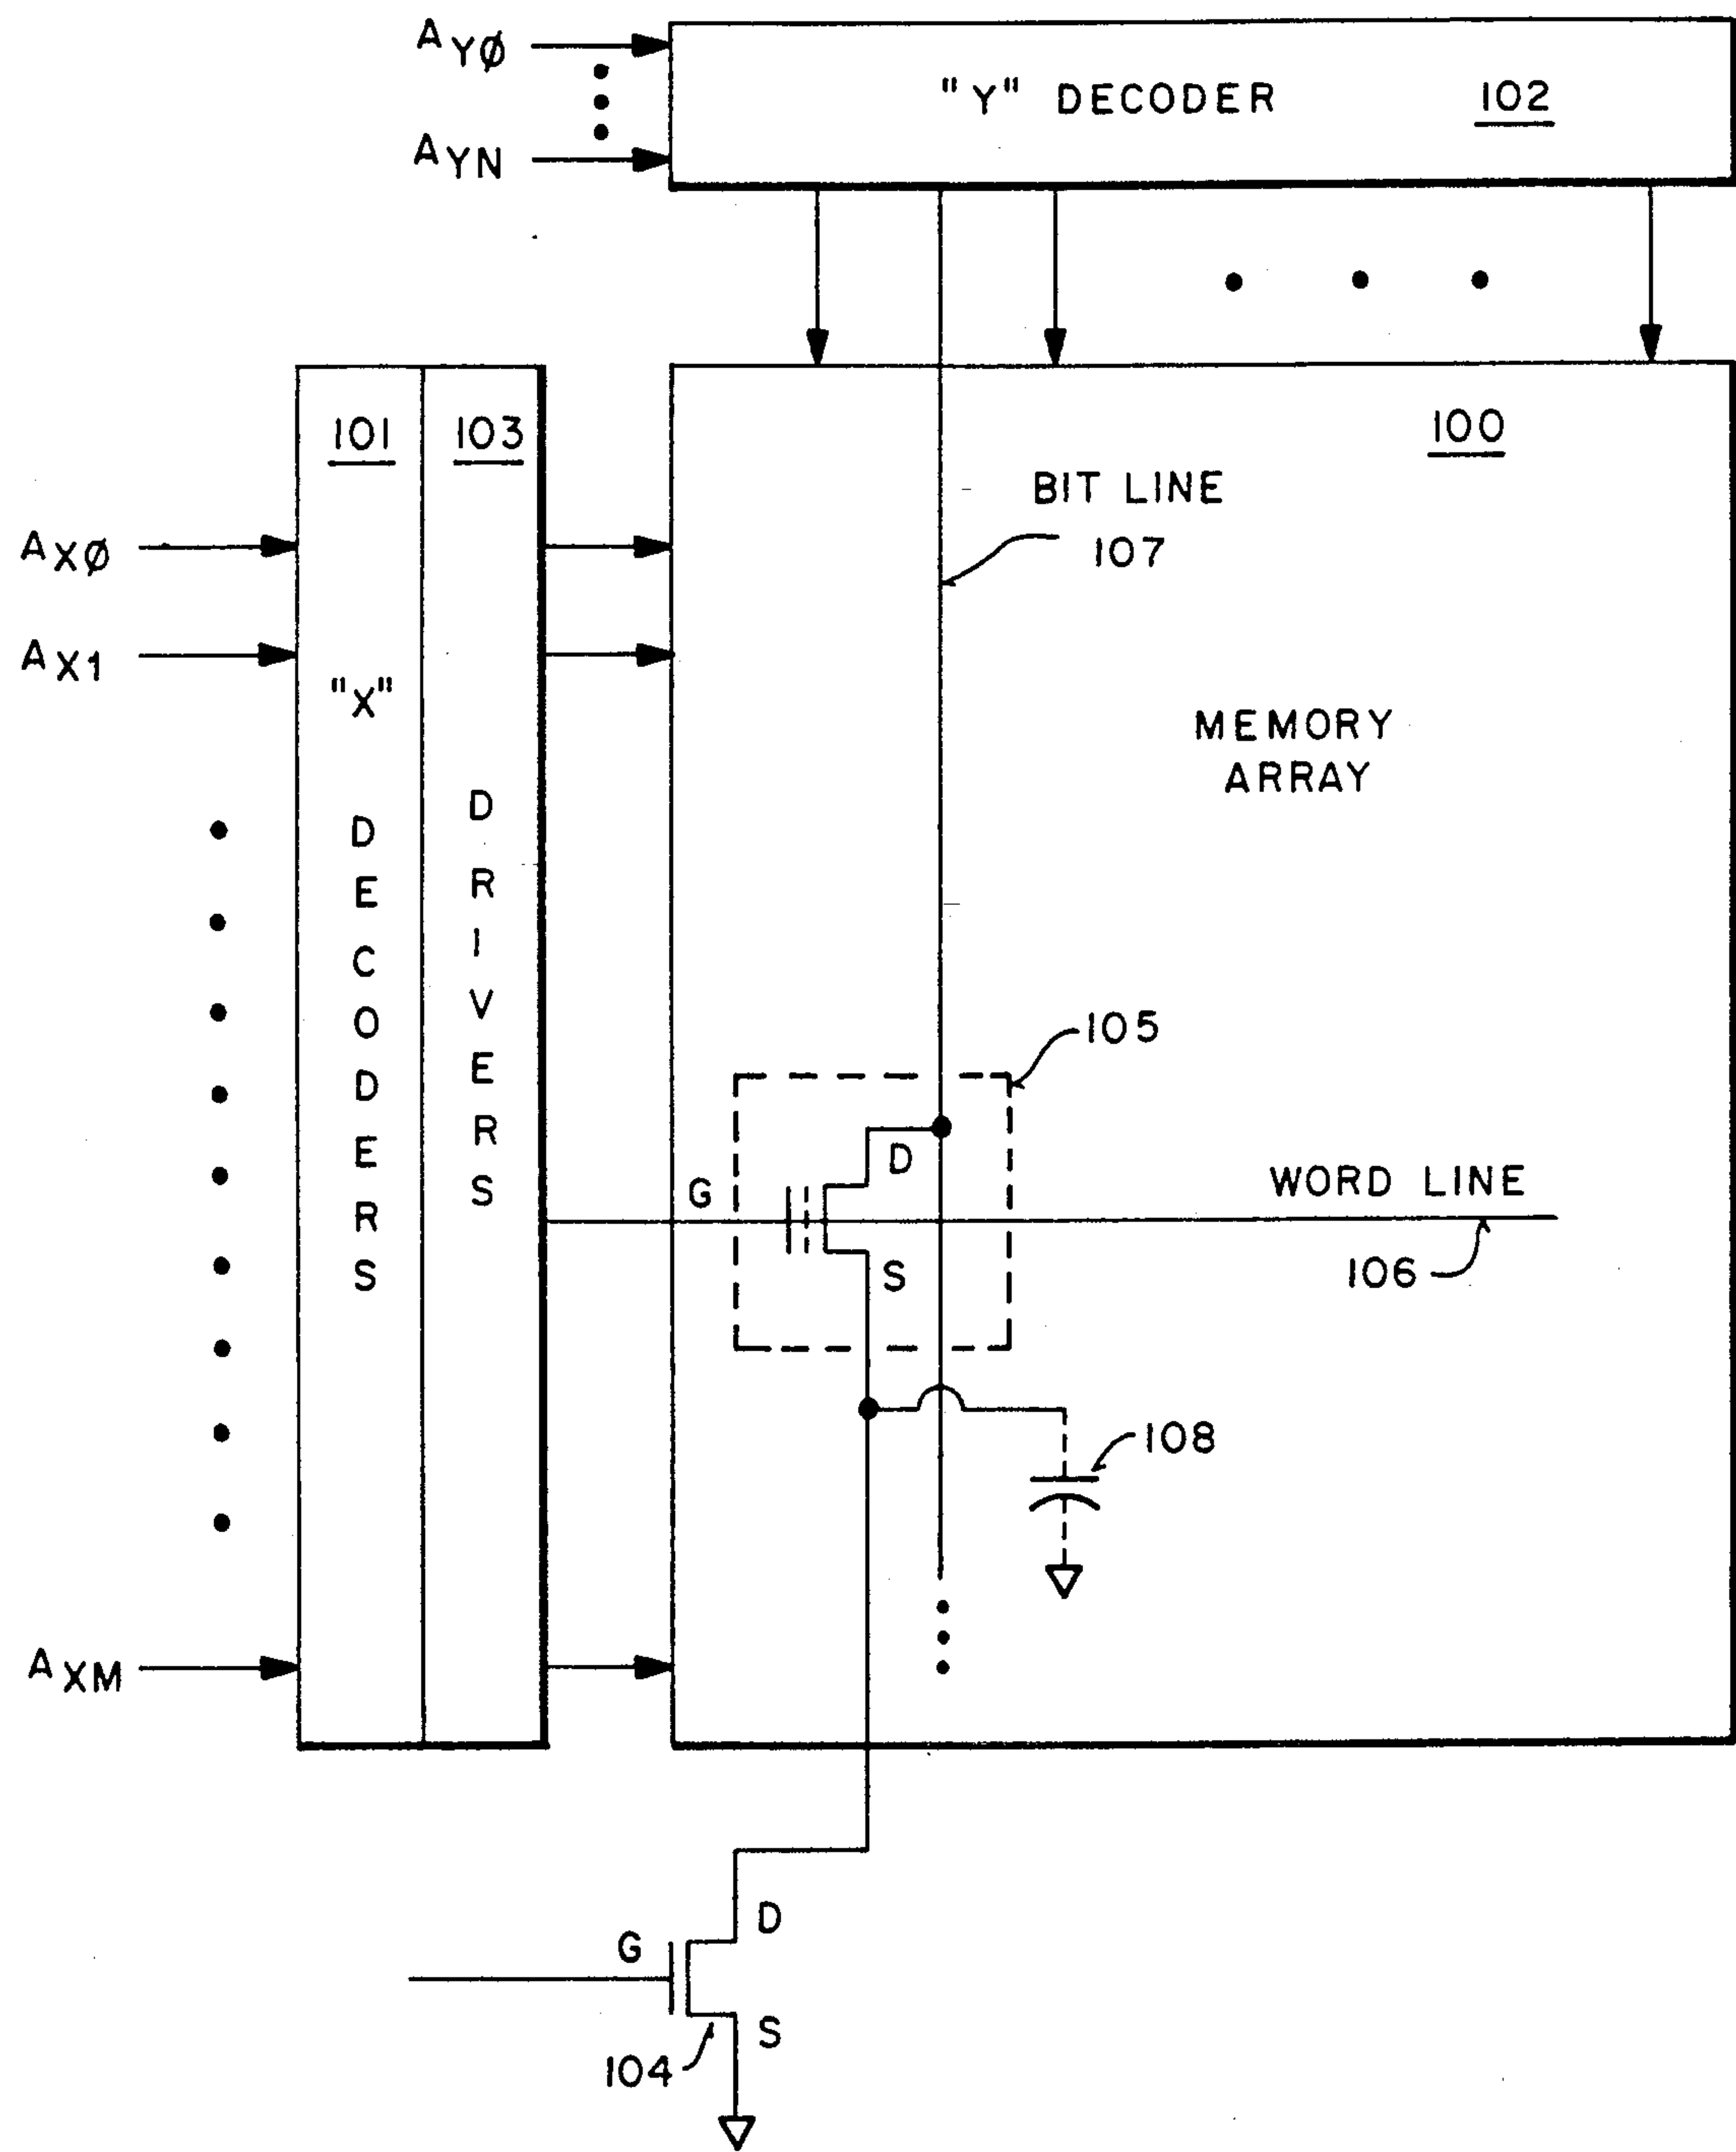 AYØ
"Y" DECODER 102
AYN
101 103 100
BIT LINE
107
AXØ
AX1
"X" DECODERS
DRIVERS
MEMORY
ARRAY
105
D
G
WORD LINE
S
106
108
AXM
D
G
S
104